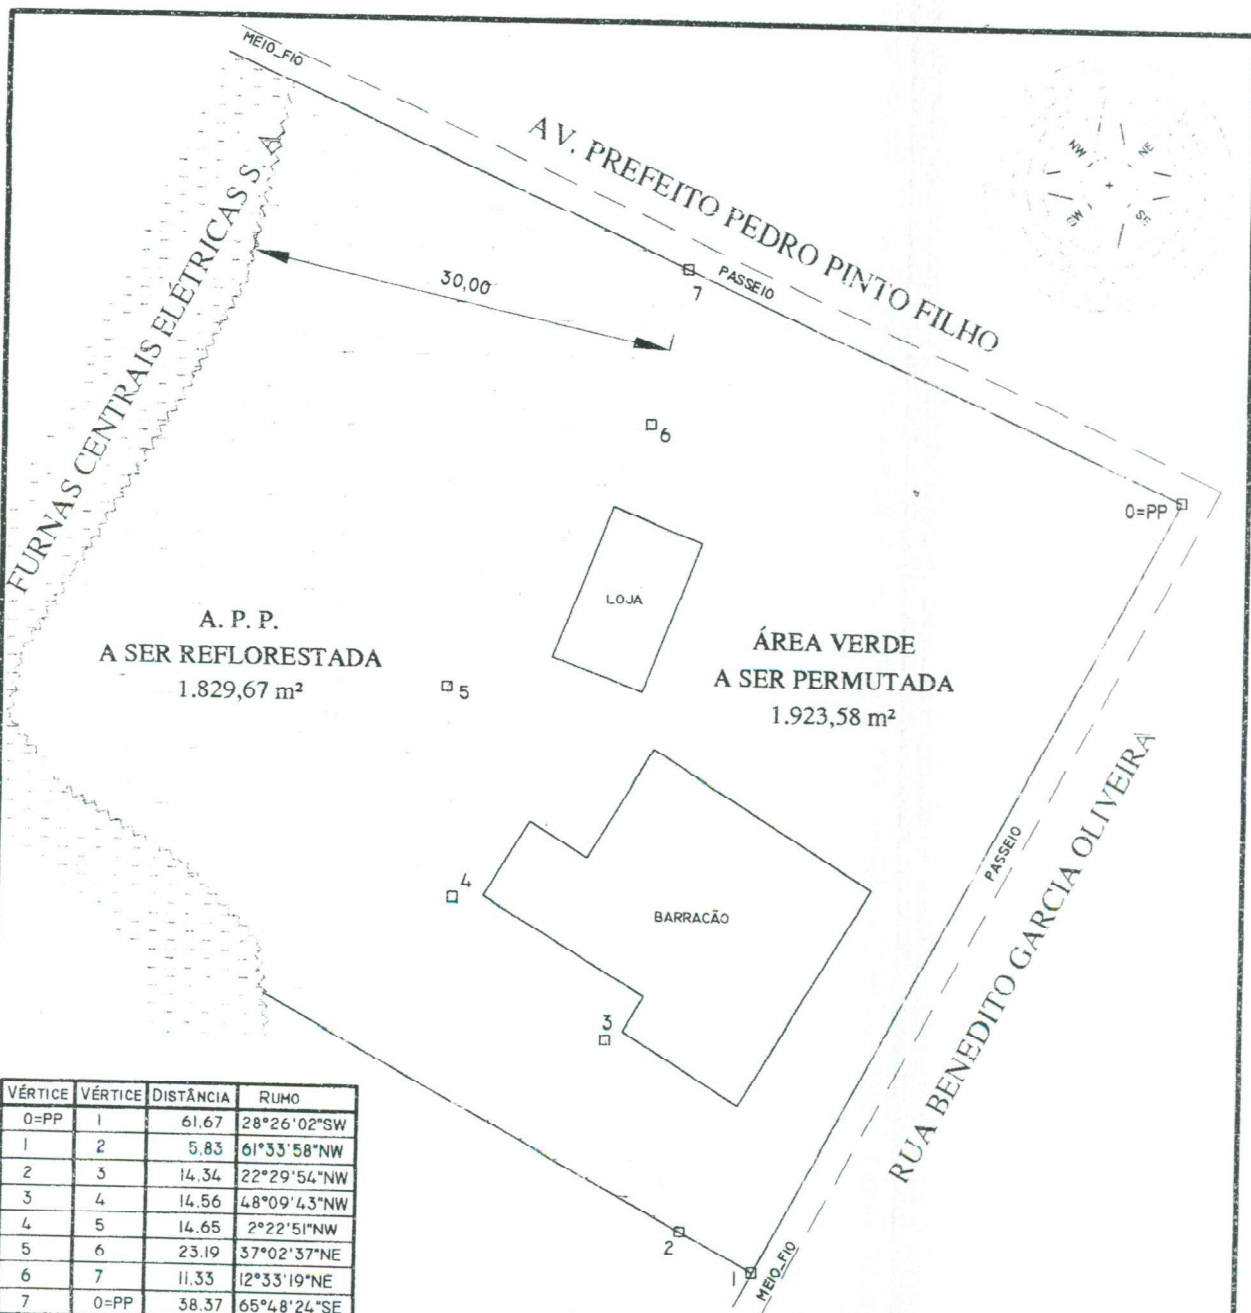 MEIO_FIO
AV. PREFEITO PEDRO PINTO FILHO
NW
NE
SW
SE
FURNAS CENTRAIS ELÉTRICAS S. A
30,00
PASSEIO
7
6
0=PP
LOJA
A. P. P.
A SER REFLORESTADA
1.829,67 m²
ÁREA VERDE
A SER PERMUTADA
1.923,58 m²
5
4
BARRACÃO
PASSEIO
RUA BENEDITO GARCIA OLIVEIRA
3
2
1
MEIO_FIO
VÉRTICE VÉRTICE DISTÂNCIA RUMO
0=PP 1 61,67 28°26'02"SW
1 2 5,83 61°33'58"NW
2 3 14,34 22°29'54"NW
3 4 14,56 48°09'43"NW
4 5 14,65 2°22'51"NW
5 6 23,19 37°02'37"NE
6 7 11,33 12°33'19"NE
7 0=PP 38,37 65°48'24"SE